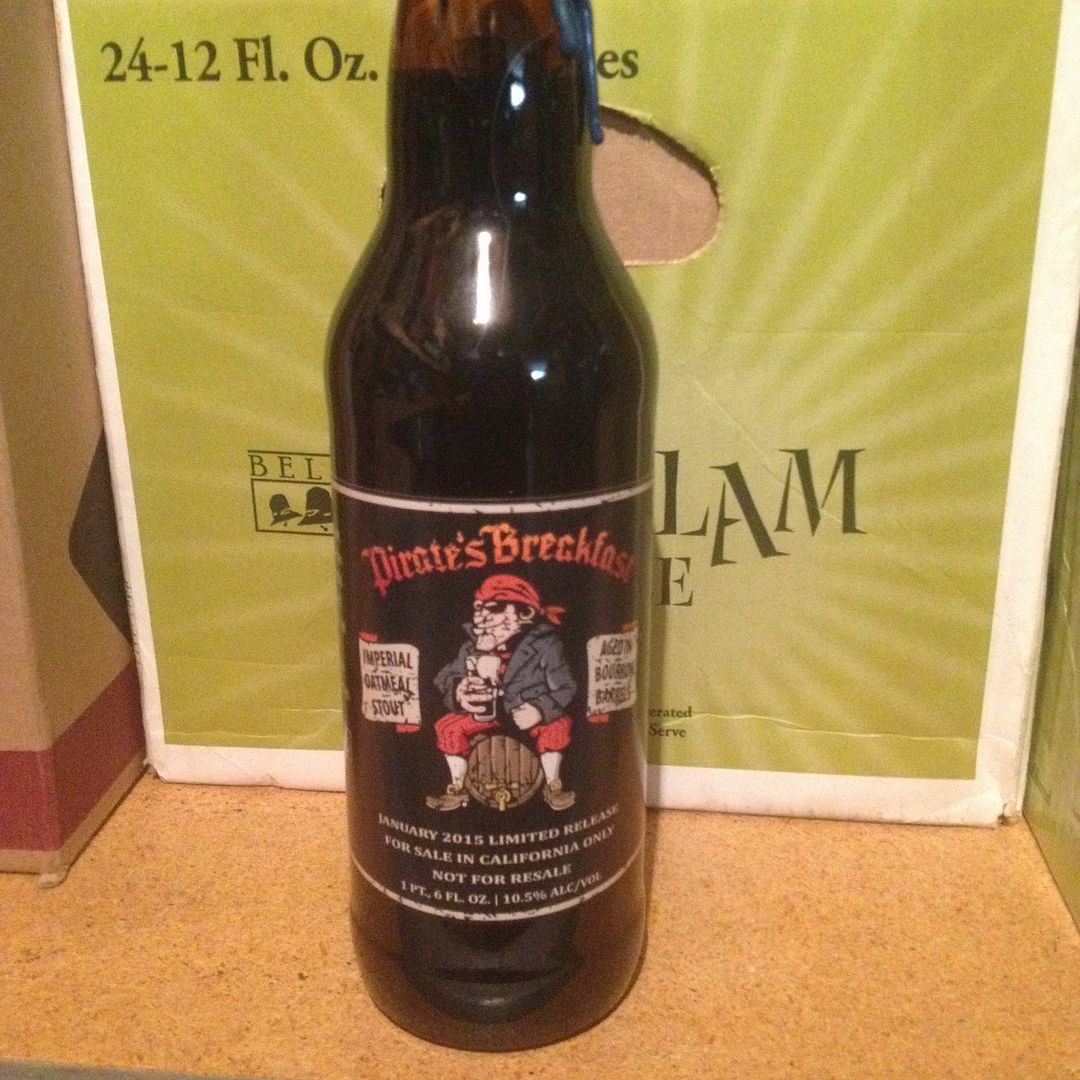 24-12 Fl. Oz. es
BEL LAM
E
Pirate's Breakfast
IMPERIAL
OATMEAL
STOUT
AGED IN
BOURBON
BARRELS
erated
Serve
JANUARY 2015 LIMITED RELEASE
FOR SALE IN CALIFORNIA ONLY
NOT FOR RESALE
1 PT., 6 FL. OZ. | 10.5% ALC/VOL